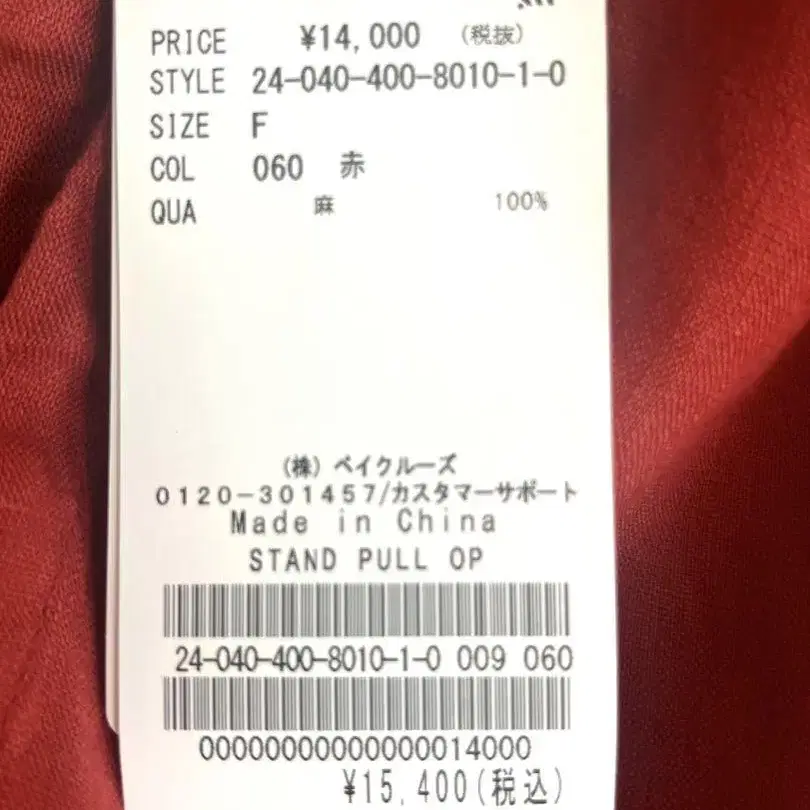 PRICE ¥14,000 (税抜)
STYLE 24-040-400-8010-1-0
SIZE F
COL 060 赤
QUA 麻 100%
(株) ベイクルーズ
0120-301457/カスタマーサポート
Made in China
STAND PULL OP
24-040-400-8010-1-0 009 060
00000000000000014000
¥15,400(税込)